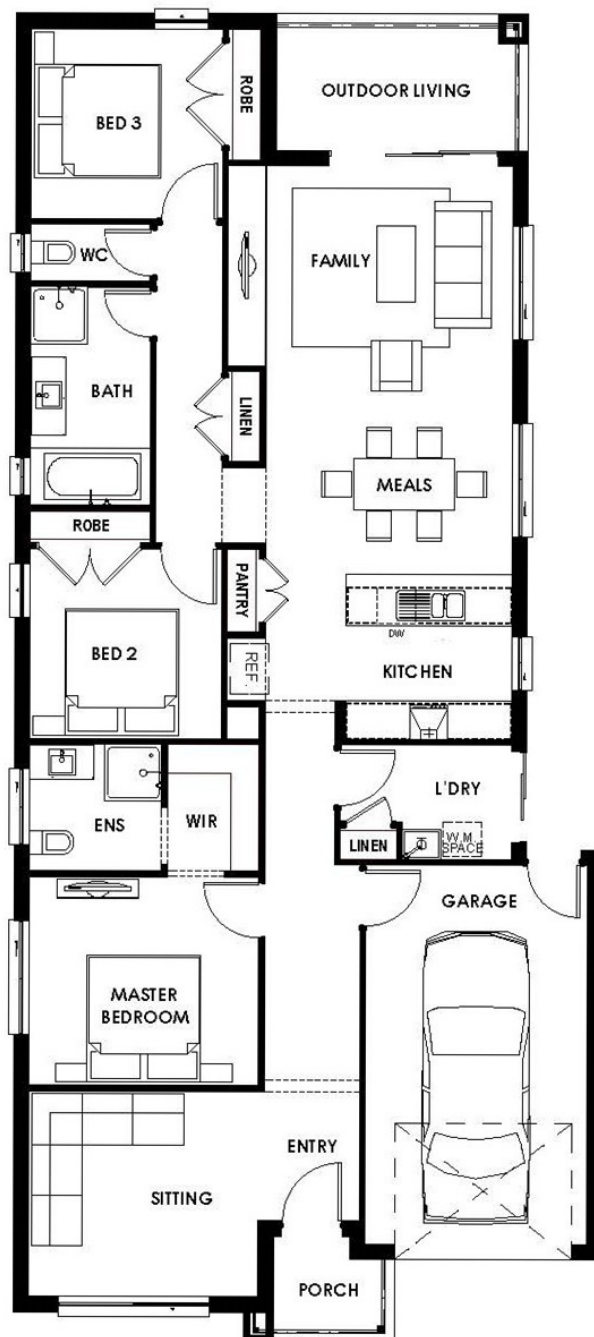 OUTDOOR LIVING
BED 3
ROBE
WC
FAMILY
BATH
LINEN
MEALS
ROBE
PANTRY
DW
BED 2
REF.
KITCHEN
ENS
WIR
L'DRY
LINEN
W.M
SPACE
GARAGE
MASTER
BEDROOM
ENTRY
SITTING
PORCH